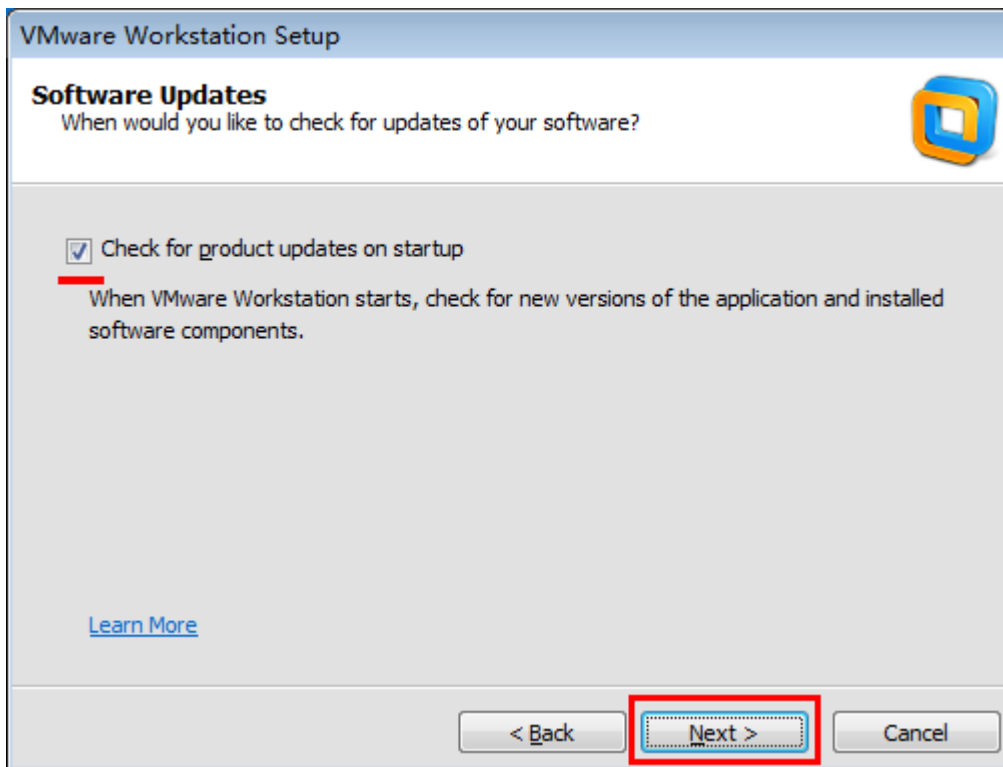 VMware Workstation Setup
Software Updates
When would you like to check for updates of your software?
Check for product updates on startup
When VMware Workstation starts, check for new versions of the application and installed
software components.
Learn More
< Back
Next >
Cancel